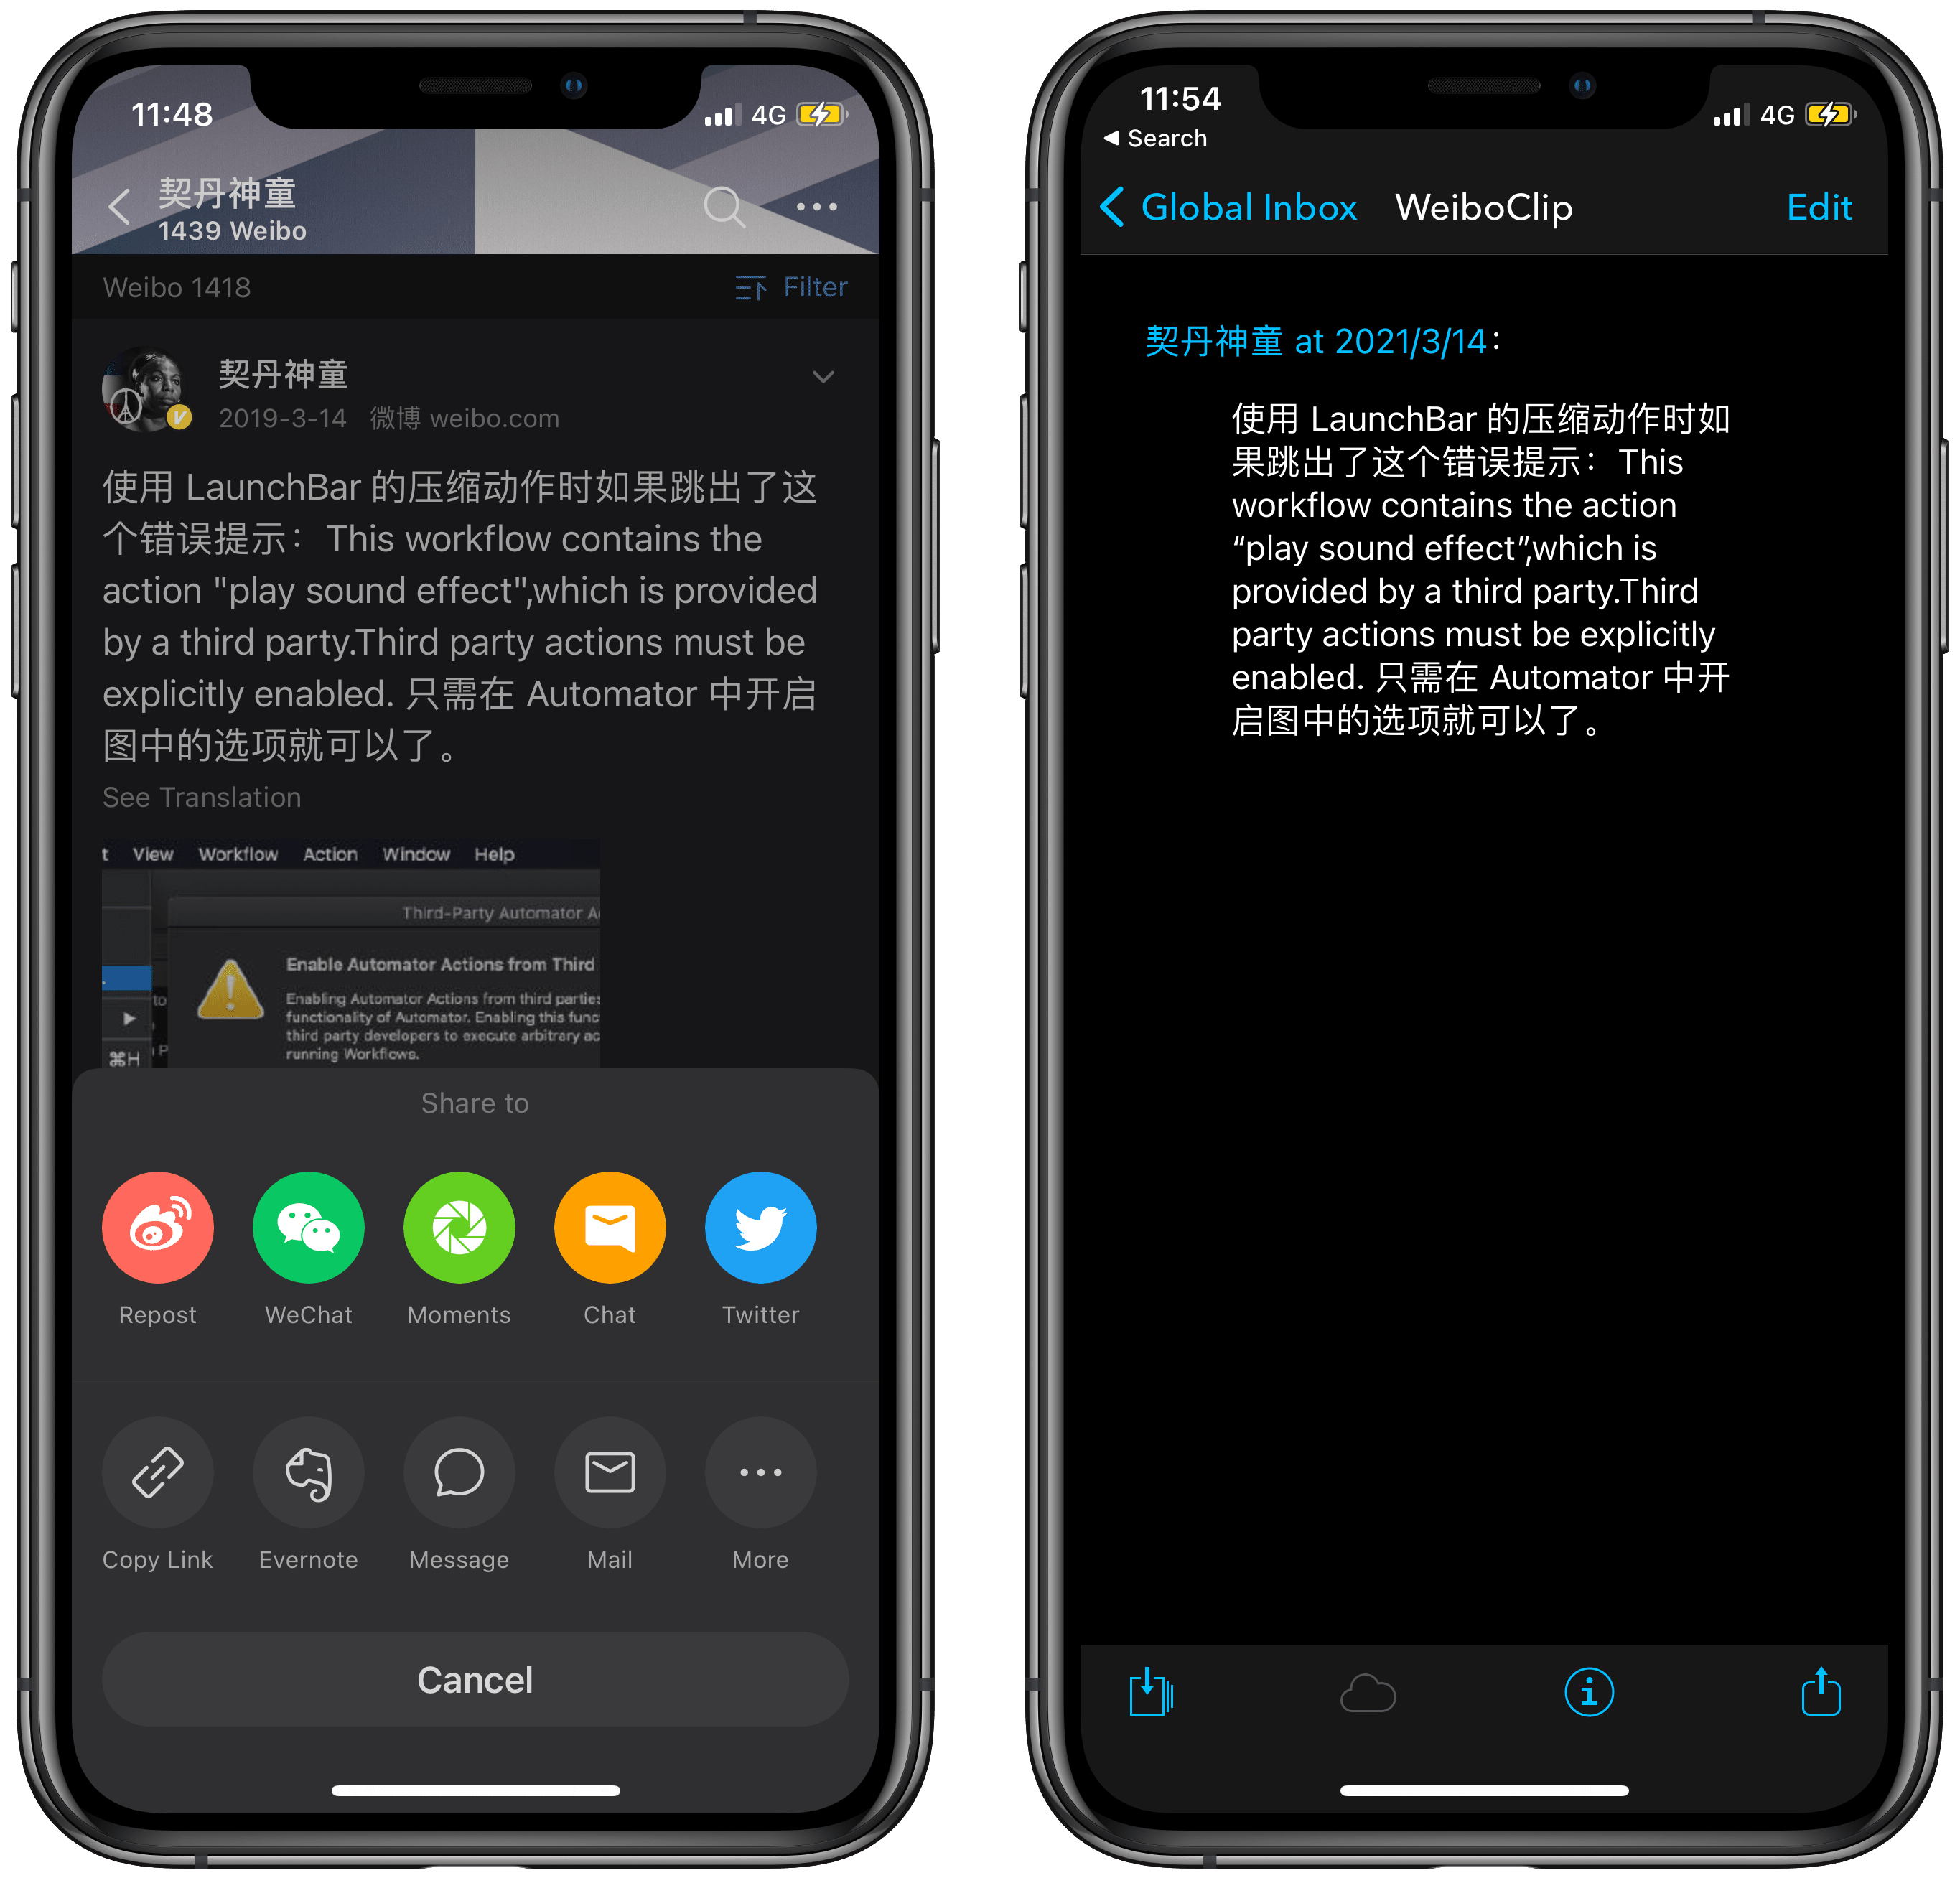 11:48
4G
契丹神童
1439 Weibo
Weibo 1418
Filter
契丹神童
2019-3-14 微博 weibo.com
使用 LaunchBar 的压缩动作时如果跳出了这
个错误提示：This workflow contains the
action "play sound effect",which is provided
by a third party.Third party actions must be
explicitly enabled. 只需在 Automator 中开启
图中的选项就可以了。
See Translation
t View Workflow Action Window Help
Third-Party Automator A
Enable Automator Actions from Third
Enabling Automator Actions from third parties
functionality of Automator. Enabling this func
third party developers to execute arbitrary ac
running Workflows.
to
P
⌘H
Share to
Repost WeChat Moments Chat Twitter
Copy Link Evernote Message Mail More
Cancel
11:54
4G
◀ Search
Global Inbox WeiboClip Edit
契丹神童 at 2021/3/14：
使用 LaunchBar 的压缩动作时如
果跳出了这个错误提示：This
workflow contains the action
“play sound effect”,which is
provided by a third party.Third
party actions must be explicitly
enabled. 只需在 Automator 中开
启图中的选项就可以了。